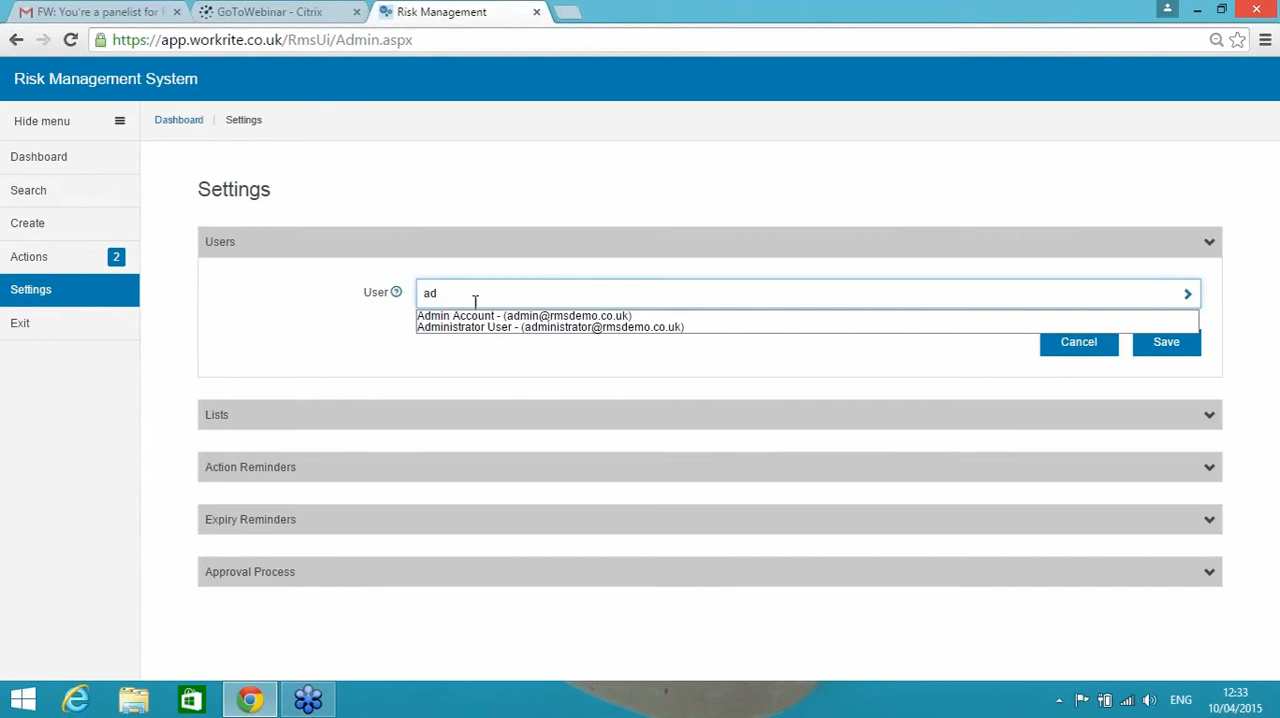 FW: You're a panelist for
GoToWebinar - Citrix
Risk Management
https://app.workrite.co.uk/RmsUi/Admin.aspx
Risk Management System
Hide menu
Dashboard | Settings
Dashboard
Search
Create
Actions 2
Settings
Exit
Settings
Users
User ad
Admin Account - (admin@rmsdemo.co.uk)
Administrator User - (administrator@rmsdemo.co.uk)
Cancel Save
Lists
Action Reminders
Expiry Reminders
Approval Process
ENG
12:33
10/04/2015